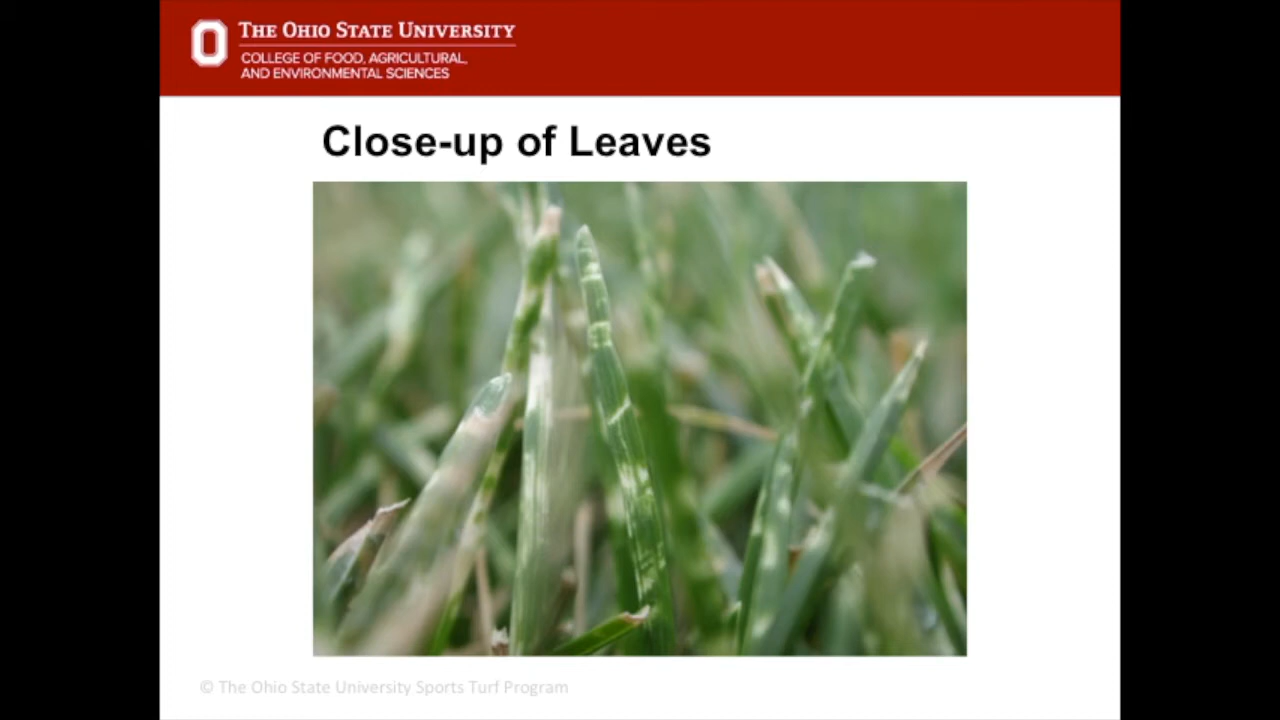 THE OHIO STATE UNIVERSITY
COLLEGE OF FOOD, AGRICULTURAL,
AND ENVIRONMENTAL SCIENCES
Close-up of Leaves
© The Ohio State University Sports Turf Program